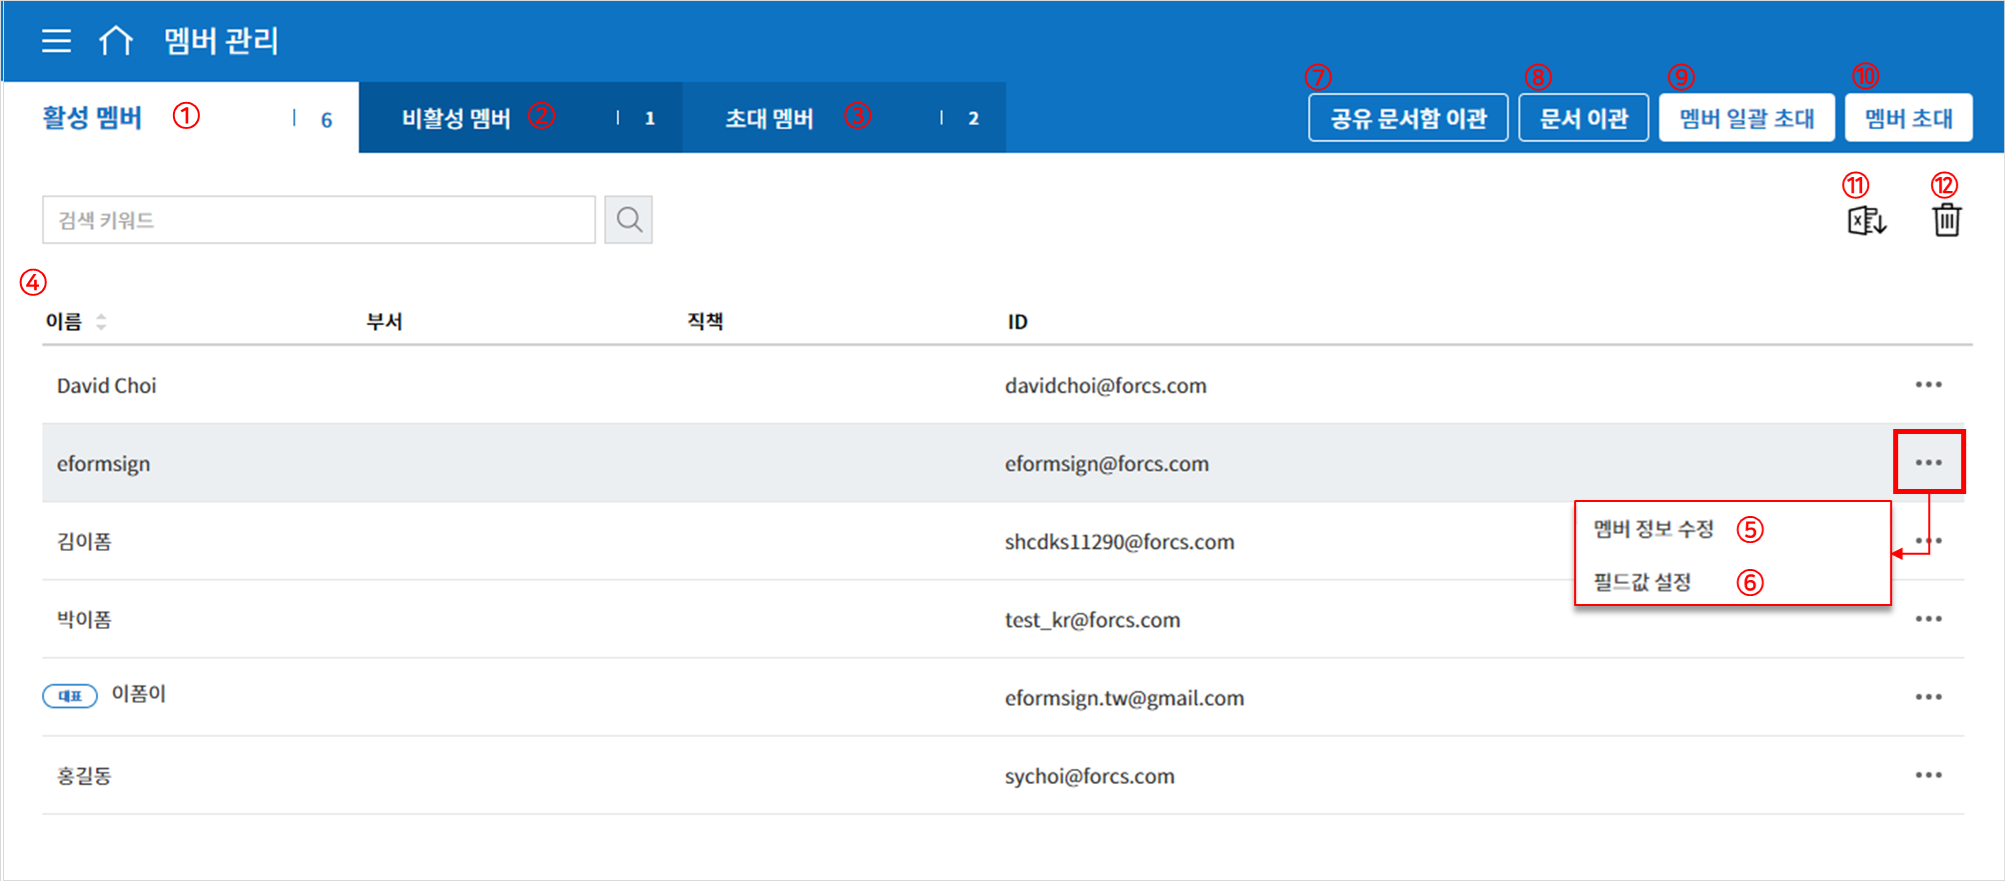 멤버 관리
⑦ ⑧ ⑨ ⑩
활성 멤버 ① | 6 비활성 멤버 ② | 1 초대 멤버 ③ | 2 공유 문서함 이관 문서 이관 멤버 일괄 초대 멤버 초대
⑪ ⑫
검색 키워드
④
이름 부서 직책 ID
David Choi davidchoi@forcs.com
eformsign eformsign@forcs.com
멤버 정보 수정 ⑤
김이폼 shcdks11290@forcs.com
필드값 설정 ⑥
박이폼 test_kr@forcs.com
대표 이폼이 eformsign.tw@gmail.com
홍길동 sychoi@forcs.com